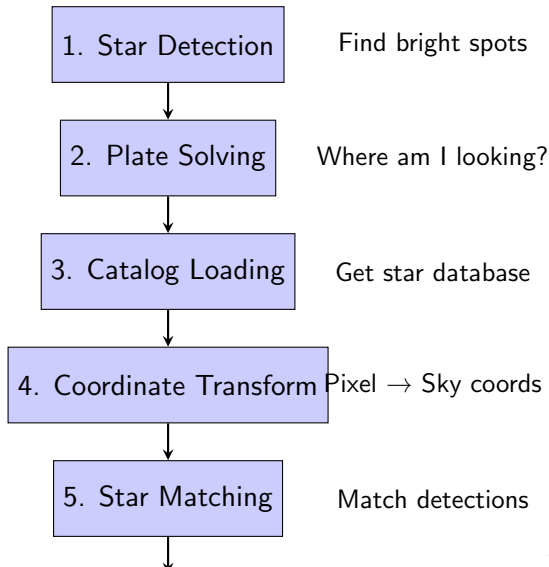 1. Star Detection
Find bright spots
2. Plate Solving
Where am I looking?
3. Catalog Loading
Get star database
4. Coordinate Transform
Pixel → Sky coords
5. Star Matching
Match detections